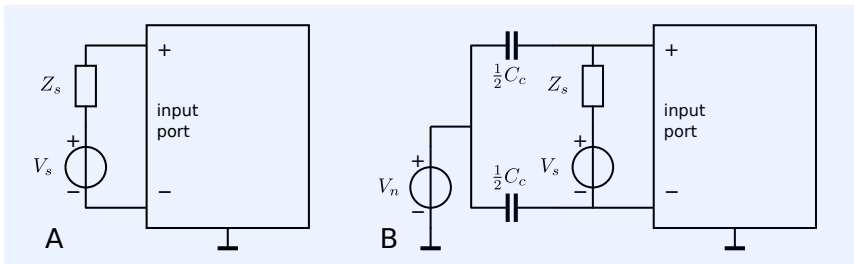 +
Z_s
input
port
+
V_s
−
−
A
+
½C_c
Z_s
input
port
+
+
½C_c
V_s
V_n
−
−
−
B